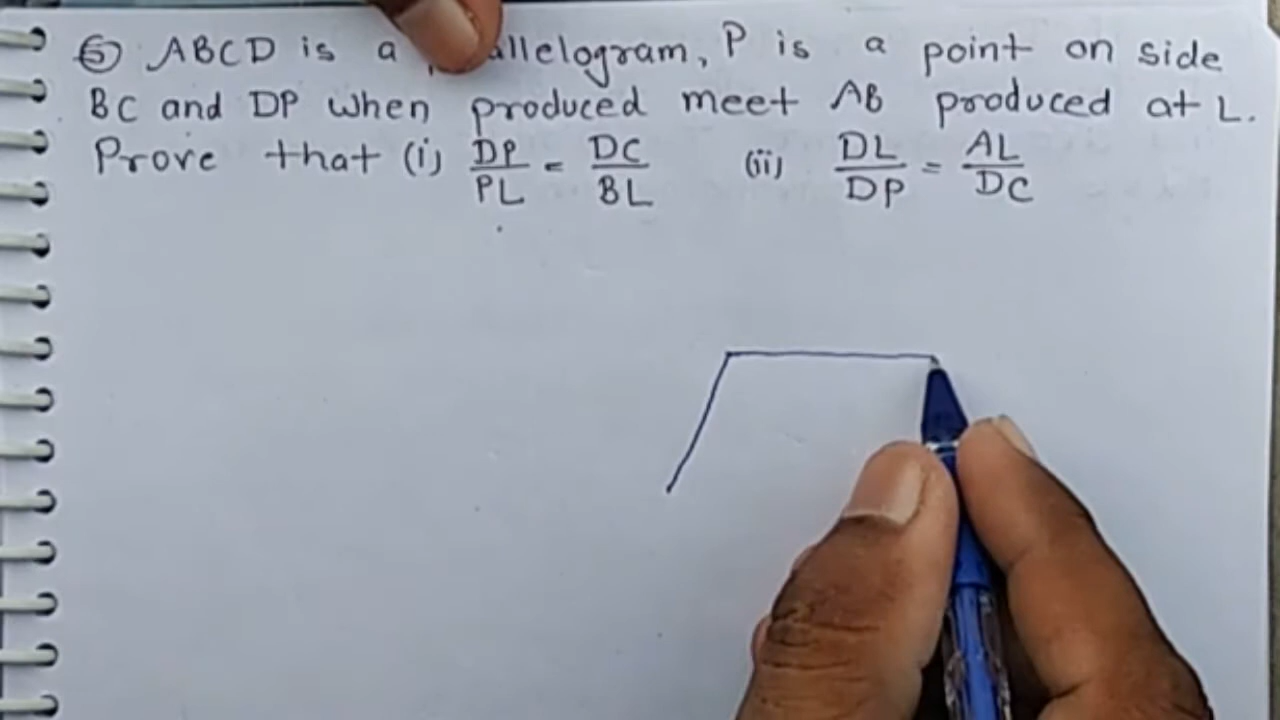 ⑤ ABCD is a allelogram, P is a point on side
BC and DP when produced meet AB produced at L.
Prove that (i) DP/PL = DC/BL (ii) DL/DP = AL/DC